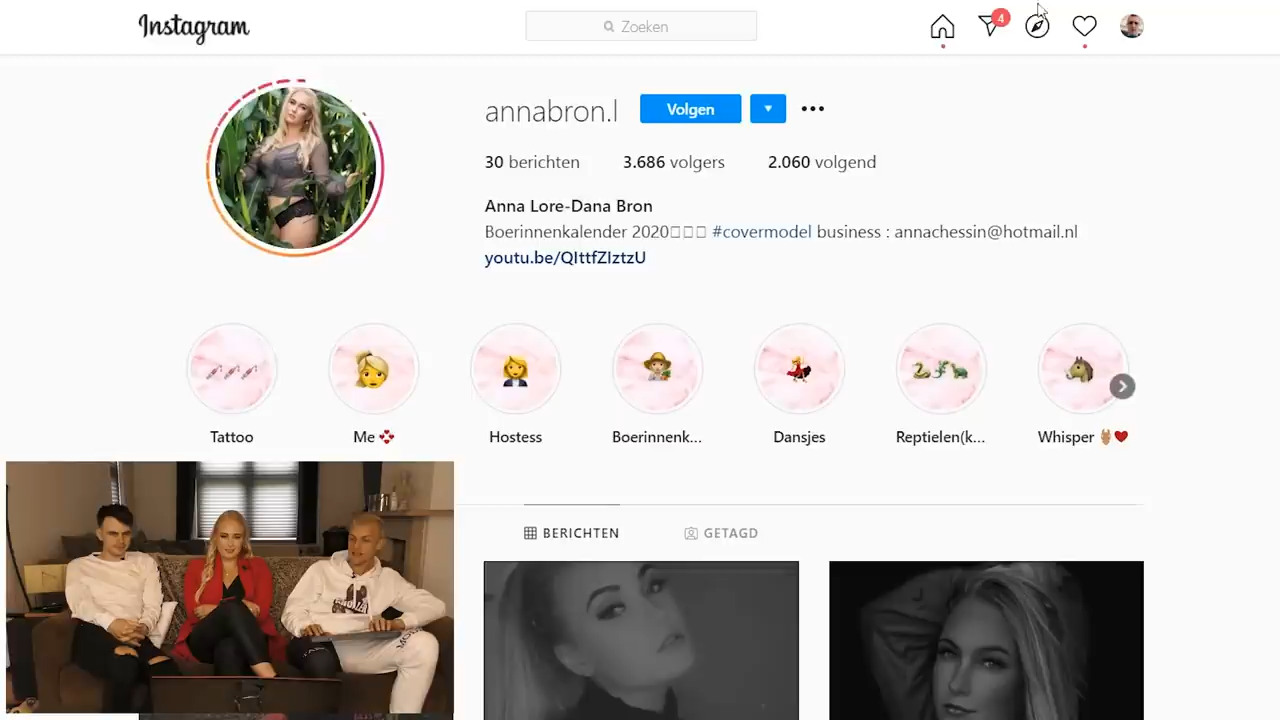 Instagram
Zoeken
4
annabron.l
Volgen
30 berichten
3.686 volgers
2.060 volgend
Anna Lore-Dana Bron
Boerinnenkalender 2020 #covermodel business : annachessin@hotmail.nl
youtu.be/QIttfZIztzU
Tattoo
Me
Hostess
Boerinnenk...
Dansjes
Reptielen(k...
Whisper
BERICHTEN
GETAGD